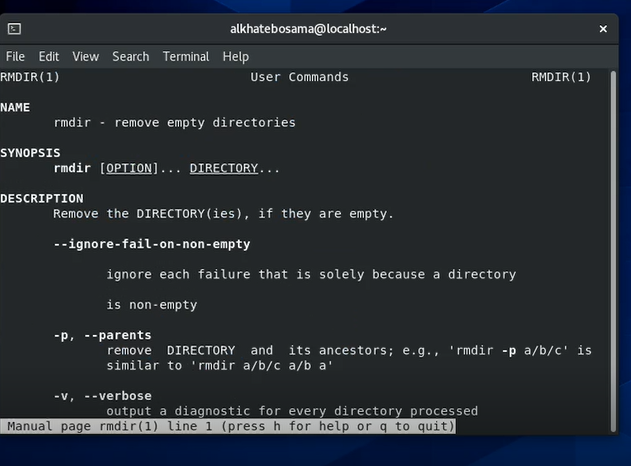 alkhatebosama@localhost:~
File Edit View Search Terminal Help
RMDIR(1) User Commands RMDIR(1)
NAME
rmdir - remove empty directories
SYNOPSIS
rmdir [OPTION]... DIRECTORY...
DESCRIPTION
Remove the DIRECTORY(ies), if they are empty.
--ignore-fail-on-non-empty
ignore each failure that is solely because a directory
is non-empty
-p, --parents
remove DIRECTORY and its ancestors; e.g., 'rmdir -p a/b/c' is
similar to 'rmdir a/b/c a/b a'
-v, --verbose
output a diagnostic for every directory processed
Manual page rmdir(1) line 1 (press h for help or q to quit)